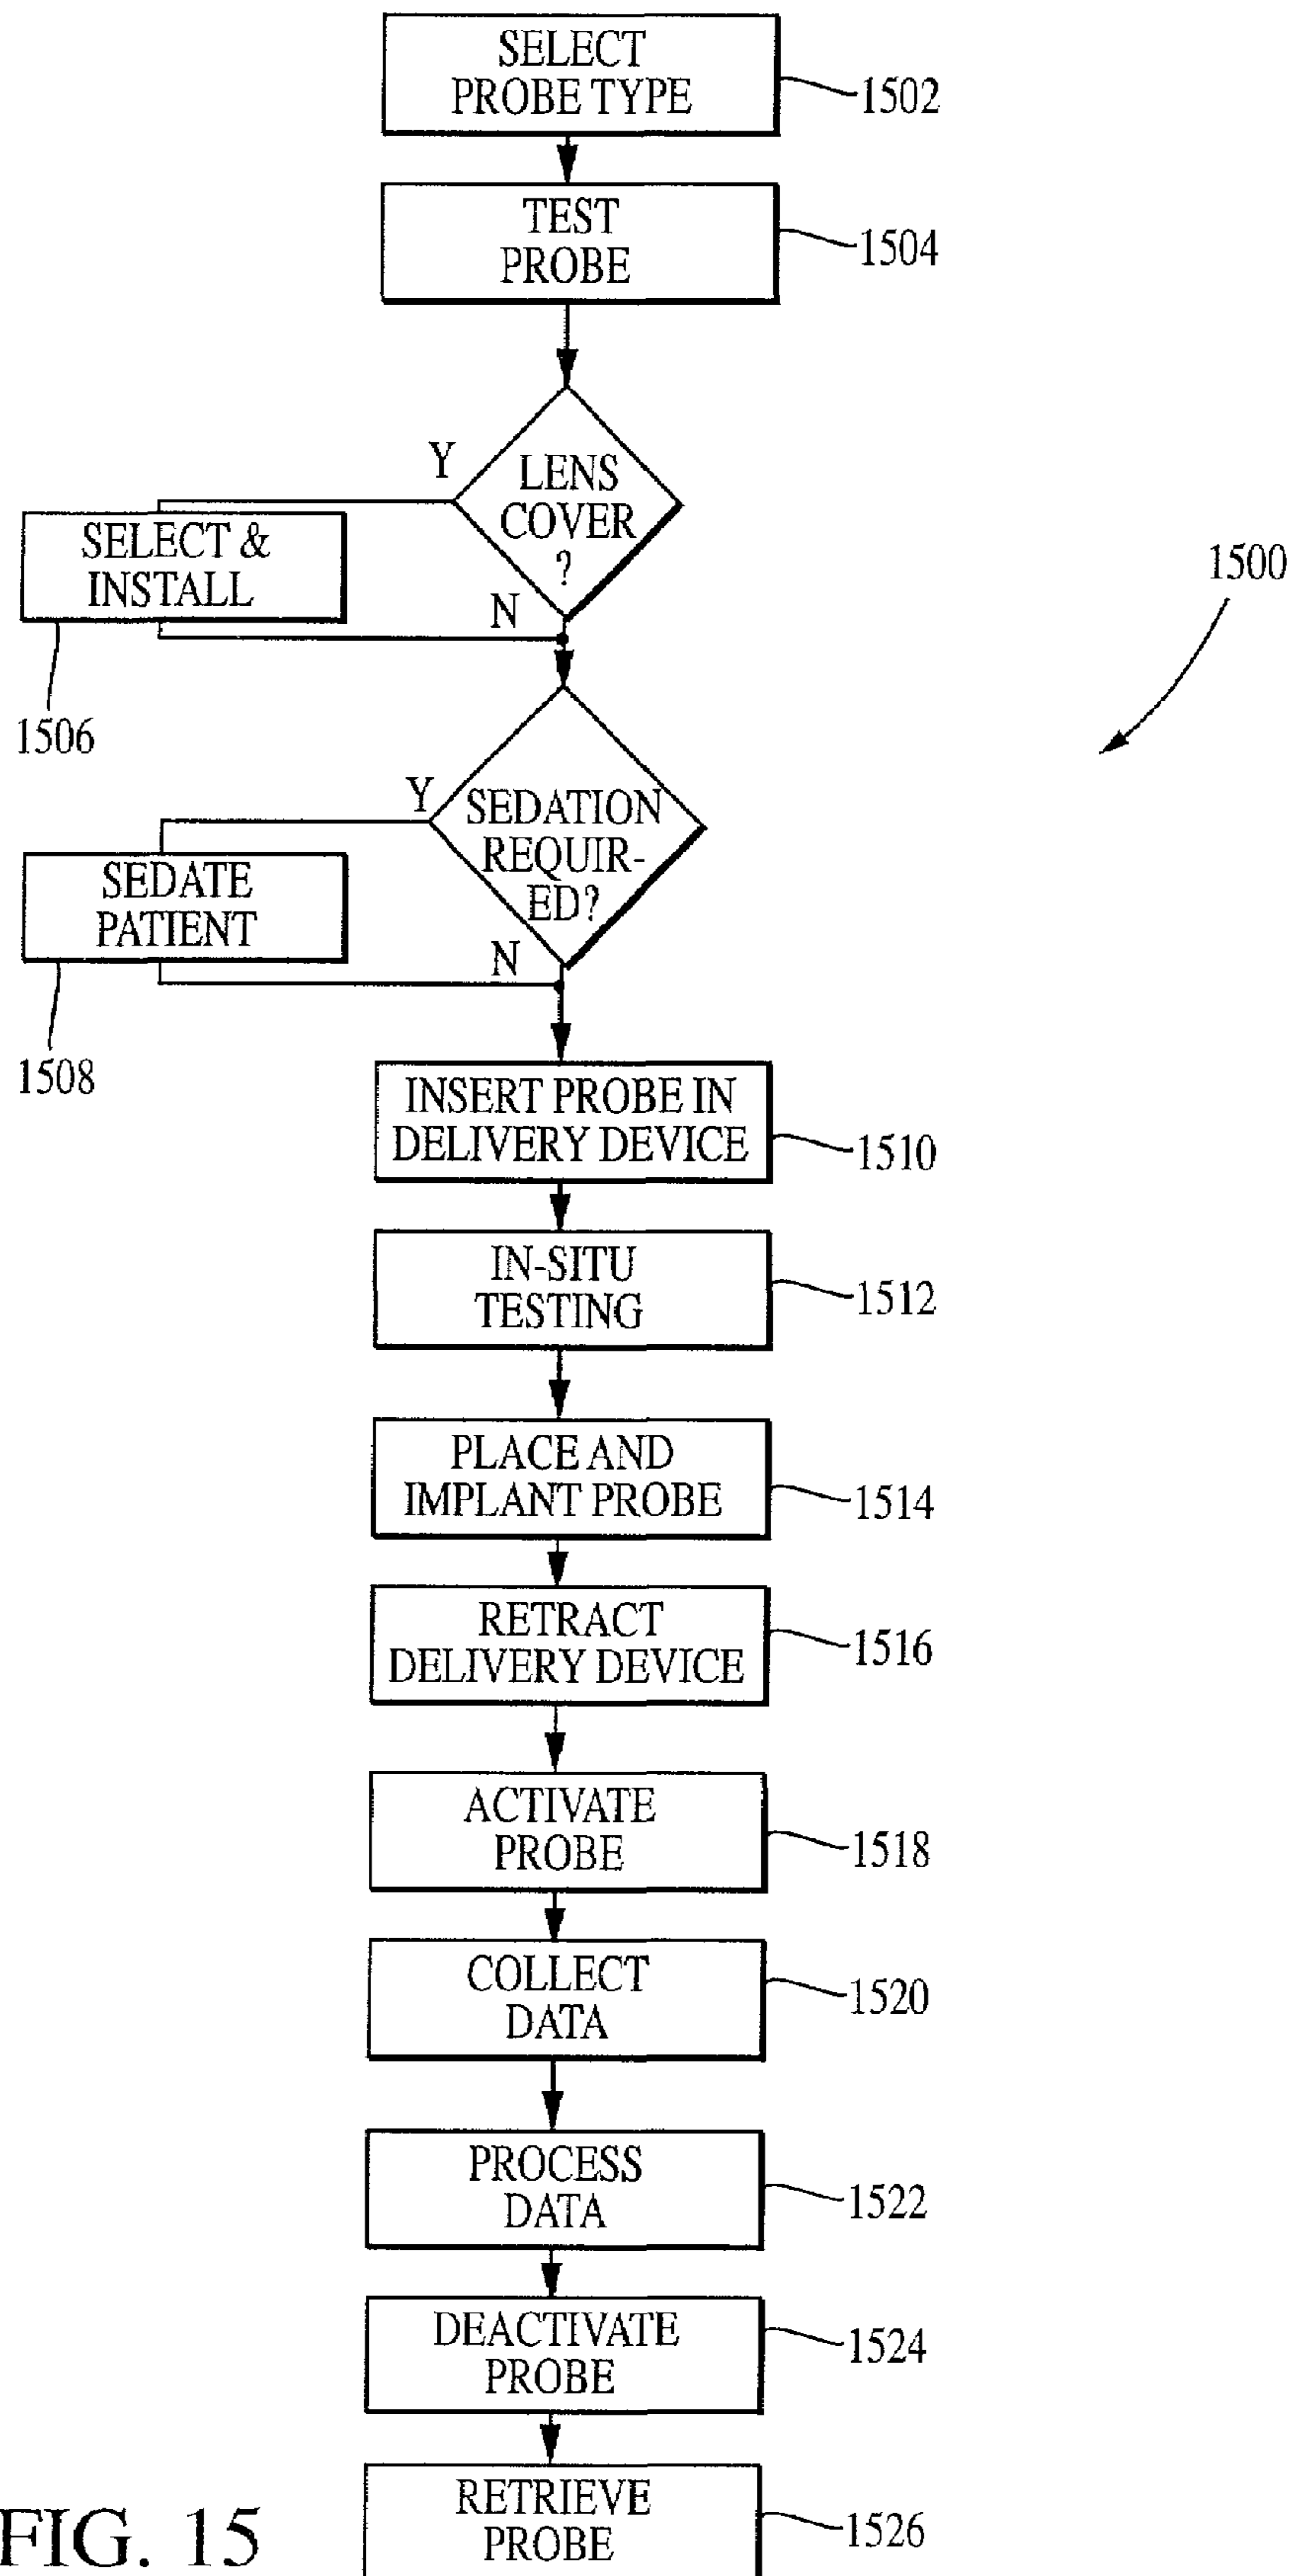 SELECT
PROBE TYPE
1502
TEST
PROBE
1504
Y
LENS
COVER
?
SELECT &
INSTALL
N
1506
1500
Y
SEDATION
REQUIR-
ED?
SEDATE
PATIENT
N
1508
INSERT PROBE IN
DELIVERY DEVICE
1510
IN-SITU
TESTING
1512
PLACE AND
IMPLANT PROBE
1514
RETRACT
DELIVERY DEVICE
1516
ACTIVATE
PROBE
1518
COLLECT
DATA
1520
PROCESS
DATA
1522
DEACTIVATE
PROBE
1524
RETRIEVE
PROBE
1526
FIG. 15